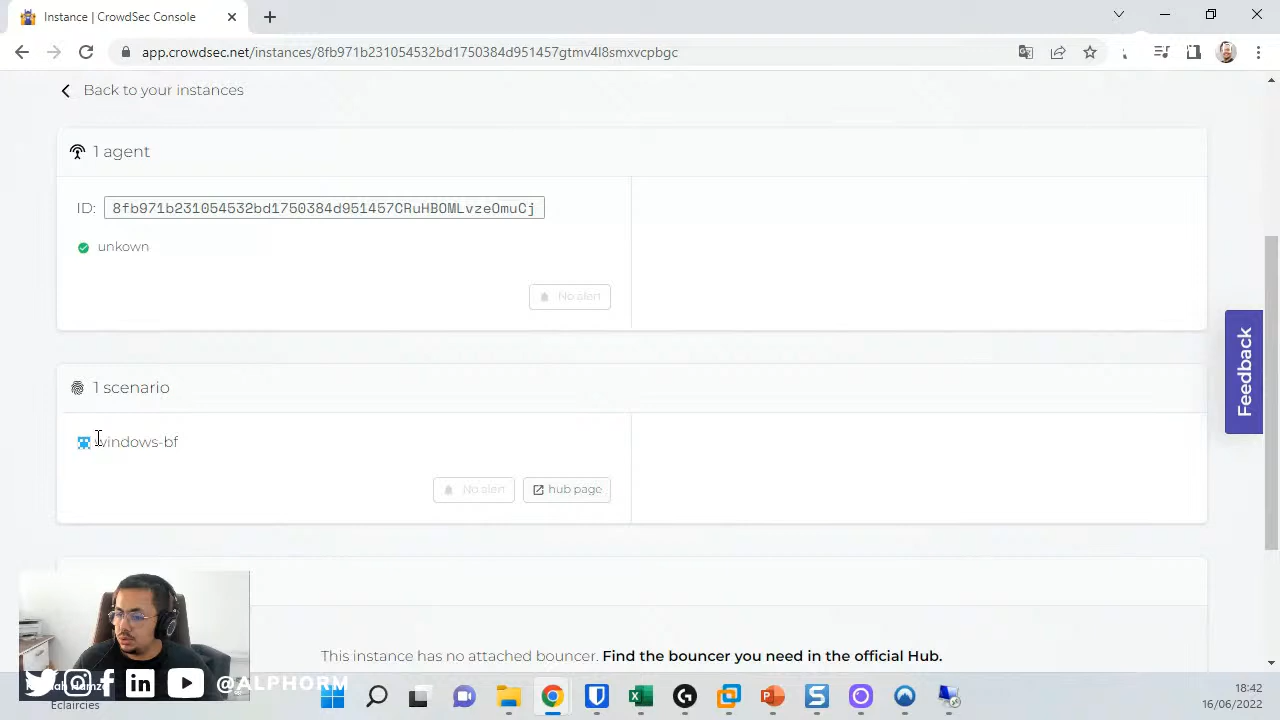 Instance | CrowdSec Console
app.crowdsec.net/instances/8fb971b231054532bd1750384d951457gtmv4l8smxvcpbgc
Back to your instances
1 agent
ID: 8fb971b231054532bd1750384d951457CRuHBOMLvzeOmuCj
unkown
No alert
1 scenario
windows-bf
No alert
hub page
Feedback
This instance has no attached bouncer. Find the bouncer you need in the official Hub.
@ALPHORM
Eclaircies
18:42
16/06/2022